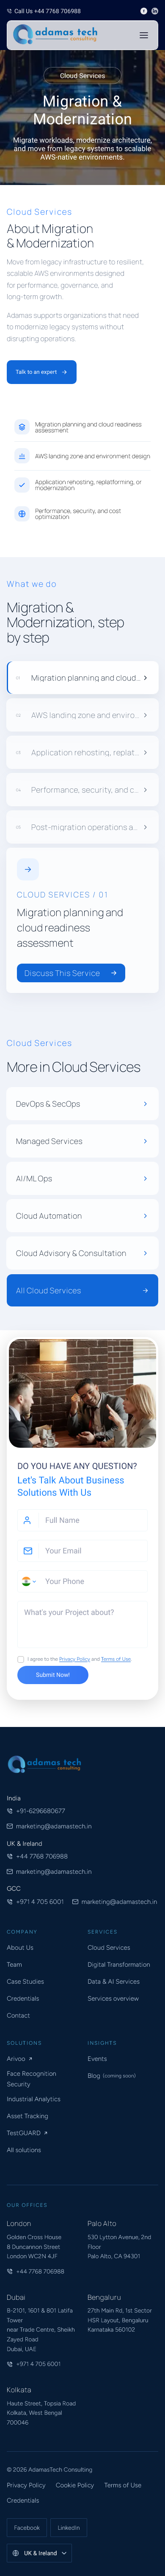 Call Us +44 7768 706988
adamas tech
consulting
Cloud Services
Migration &
Modernization
Migrate workloads, modernize architecture,
and move from legacy systems to scalable
AWS-native environments.
Cloud Services
About Migration
& Modernization
Move from legacy infrastructure to resilient,
scalable AWS environments designed
for performance, governance, and
long-term growth.
Adamas supports organizations that need
to modernize legacy systems without
disrupting operations.
Talk to an expert
Migration planning and cloud readiness
assessment
AWS landing zone and environment design
Application rehosting, replatforming, or
modernization
Performance, security, and cost
optimization
What we do
Migration &
Modernization, step
by step
01 Migration planning and cloud...
02 AWS landing zone and enviro...
03 Application rehosting, replat...
04 Performance, security, and c...
05 Post-migration operations a...
CLOUD SERVICES / 01
Migration planning and
cloud readiness
assessment
Discuss This Service
Cloud Services
More in Cloud Services
DevOps & SecOps
Managed Services
AI/ML Ops
Cloud Automation
Cloud Advisory & Consultation
All Cloud Services
DO YOU HAVE ANY QUESTION?
Let's Talk About Business
Solutions With Us
Full Name
Your Email
Your Phone
What's your Project about?
I agree to the Privacy Policy and Terms of Use.
Submit Now!
adamas tech
consulting
India
+91-6296680677
marketing@adamastech.in
UK & Ireland
+44 7768 706988
marketing@adamastech.in
GCC
+971 4 705 6001 marketing@adamastech.in
COMPANY
About Us
Team
Case Studies
Credentials
Contact
SERVICES
Cloud Services
Digital Transformation
Data & AI Services
Services overview
SOLUTIONS
Arivoo
Face Recognition
Security
Industrial Analytics
Asset Tracking
TestGUARD
All solutions
INSIGHTS
Events
Blog (coming soon)
OUR OFFICES
London
Golden Cross House
8 Duncannon Street
London WC2N 4JF
+44 7768 706988
Palo Alto
530 Lytton Avenue, 2nd
Floor
Palo Alto, CA 94301
Dubai
B-2101, 1601 & 801 Latifa
Tower
near Trade Centre, Sheikh
Zayed Road
Dubai, UAE
+971 4 705 6001
Bengaluru
27th Main Rd, 1st Sector
HSR Layout, Bengaluru
Karnataka 560102
Kolkata
Haute Street, Topsia Road
Kolkata, West Bengal
700046
© 2026 AdamasTech Consulting
Privacy Policy Cookie Policy Terms of Use
Credentials
Facebook LinkedIn
UK & Ireland